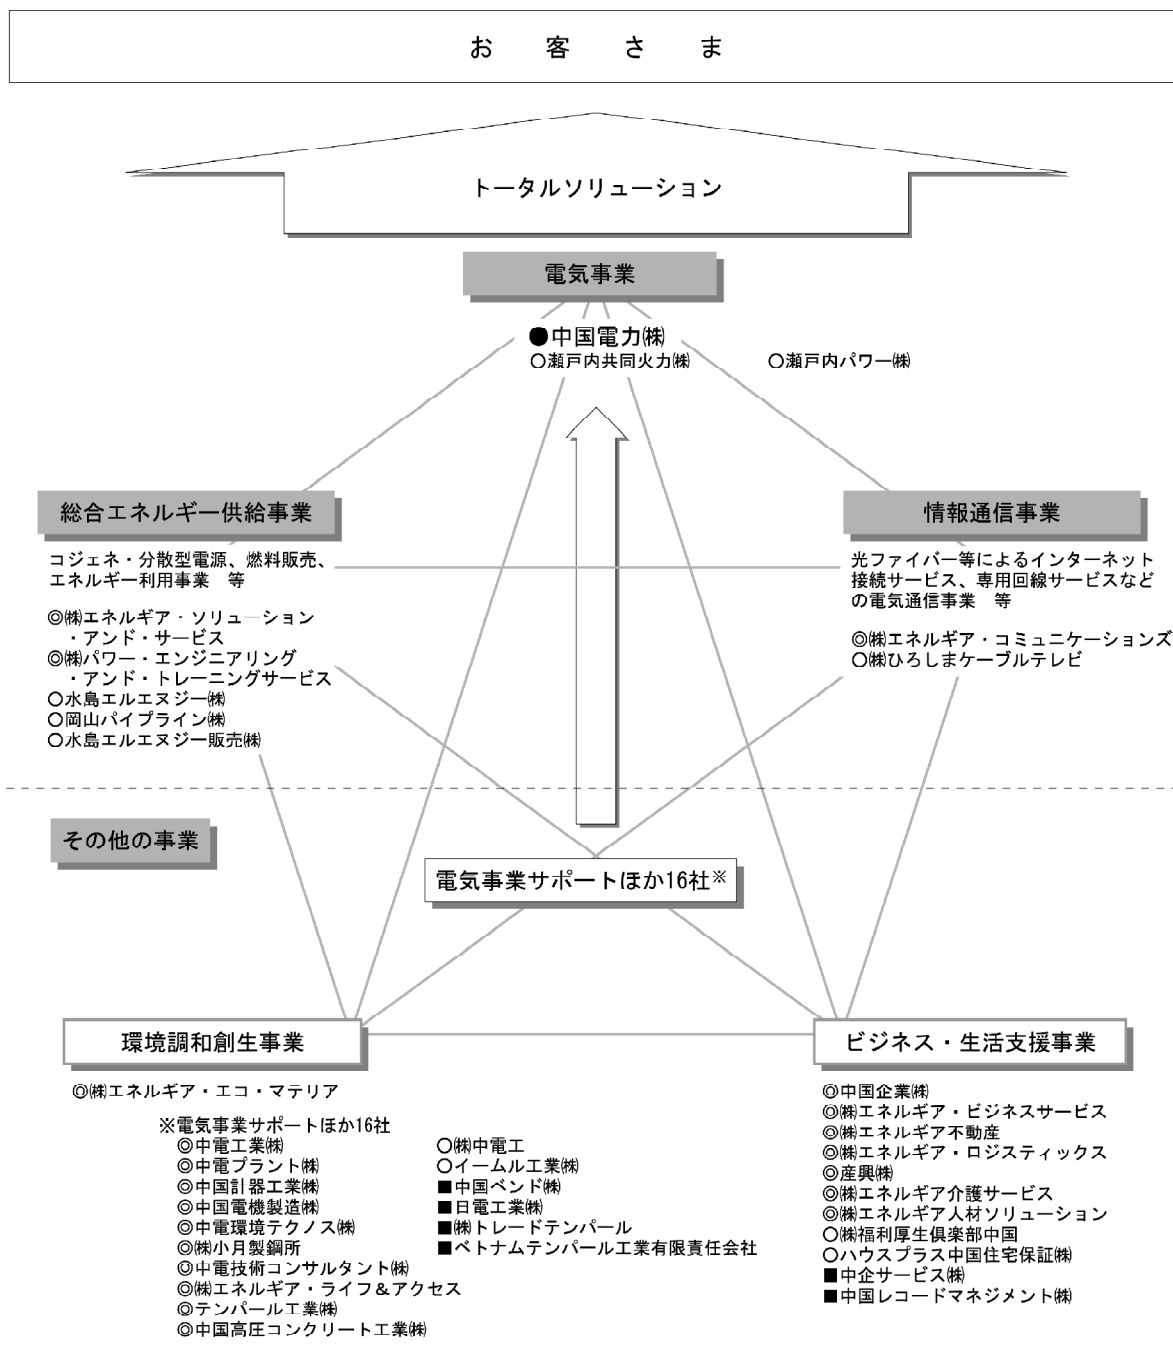 お客さま
トータルソリューション
電気事業
●中国電力㈱
○瀬戸内共同火力㈱
○瀬戸内パワー㈱
総合エネルギー供給事業
コジェネ・分散型電源、燃料販売、
エネルギー利用事業　等
◎㈱エネルギア・ソリューション
・アンド・サービス
◎㈱パワー・エンジニアリング
・アンド・トレーニングサービス
○水島エルエヌジー㈱
○岡山パイプライン㈱
○水島エルエヌジー販売㈱
情報通信事業
光ファイバー等によるインターネット
接続サービス、専用回線サービスなど
の電気通信事業　等
◎㈱エネルギア・コミュニケーションズ
○㈱ひろしまケーブルテレビ
その他の事業
電気事業サポートほか16社※
環境調和創生事業
◎㈱エネルギア・エコ・マテリア
※電気事業サポートほか16社
◎中電工業㈱
◎中電プラント㈱
◎中国計器工業㈱
◎中国電機製造㈱
◎中電環境テクノス㈱
◎㈱小月製鋼所
◎中電技術コンサルタント㈱
◎㈱エネルギア・ライフ＆アクセス
◎テンパール工業㈱
◎中国高圧コンクリート工業㈱
○㈱中電工
○イームル工業㈱
■中国ベンド㈱
■日電工業㈱
■㈱トレードテンパール
■ベトナムテンパール工業有限責任会社
ビジネス・生活支援事業
◎中国企業㈱
◎㈱エネルギア・ビジネスサービス
◎㈱エネルギア不動産
◎㈱エネルギア・ロジスティックス
◎産興㈱
◎㈱エネルギア介護サービス
◎㈱エネルギア人材ソリューション
○㈱福利厚生倶楽部中国
○ハウスプラス中国住宅保証㈱
■中企サービス㈱
■中国レコードマネジメント㈱